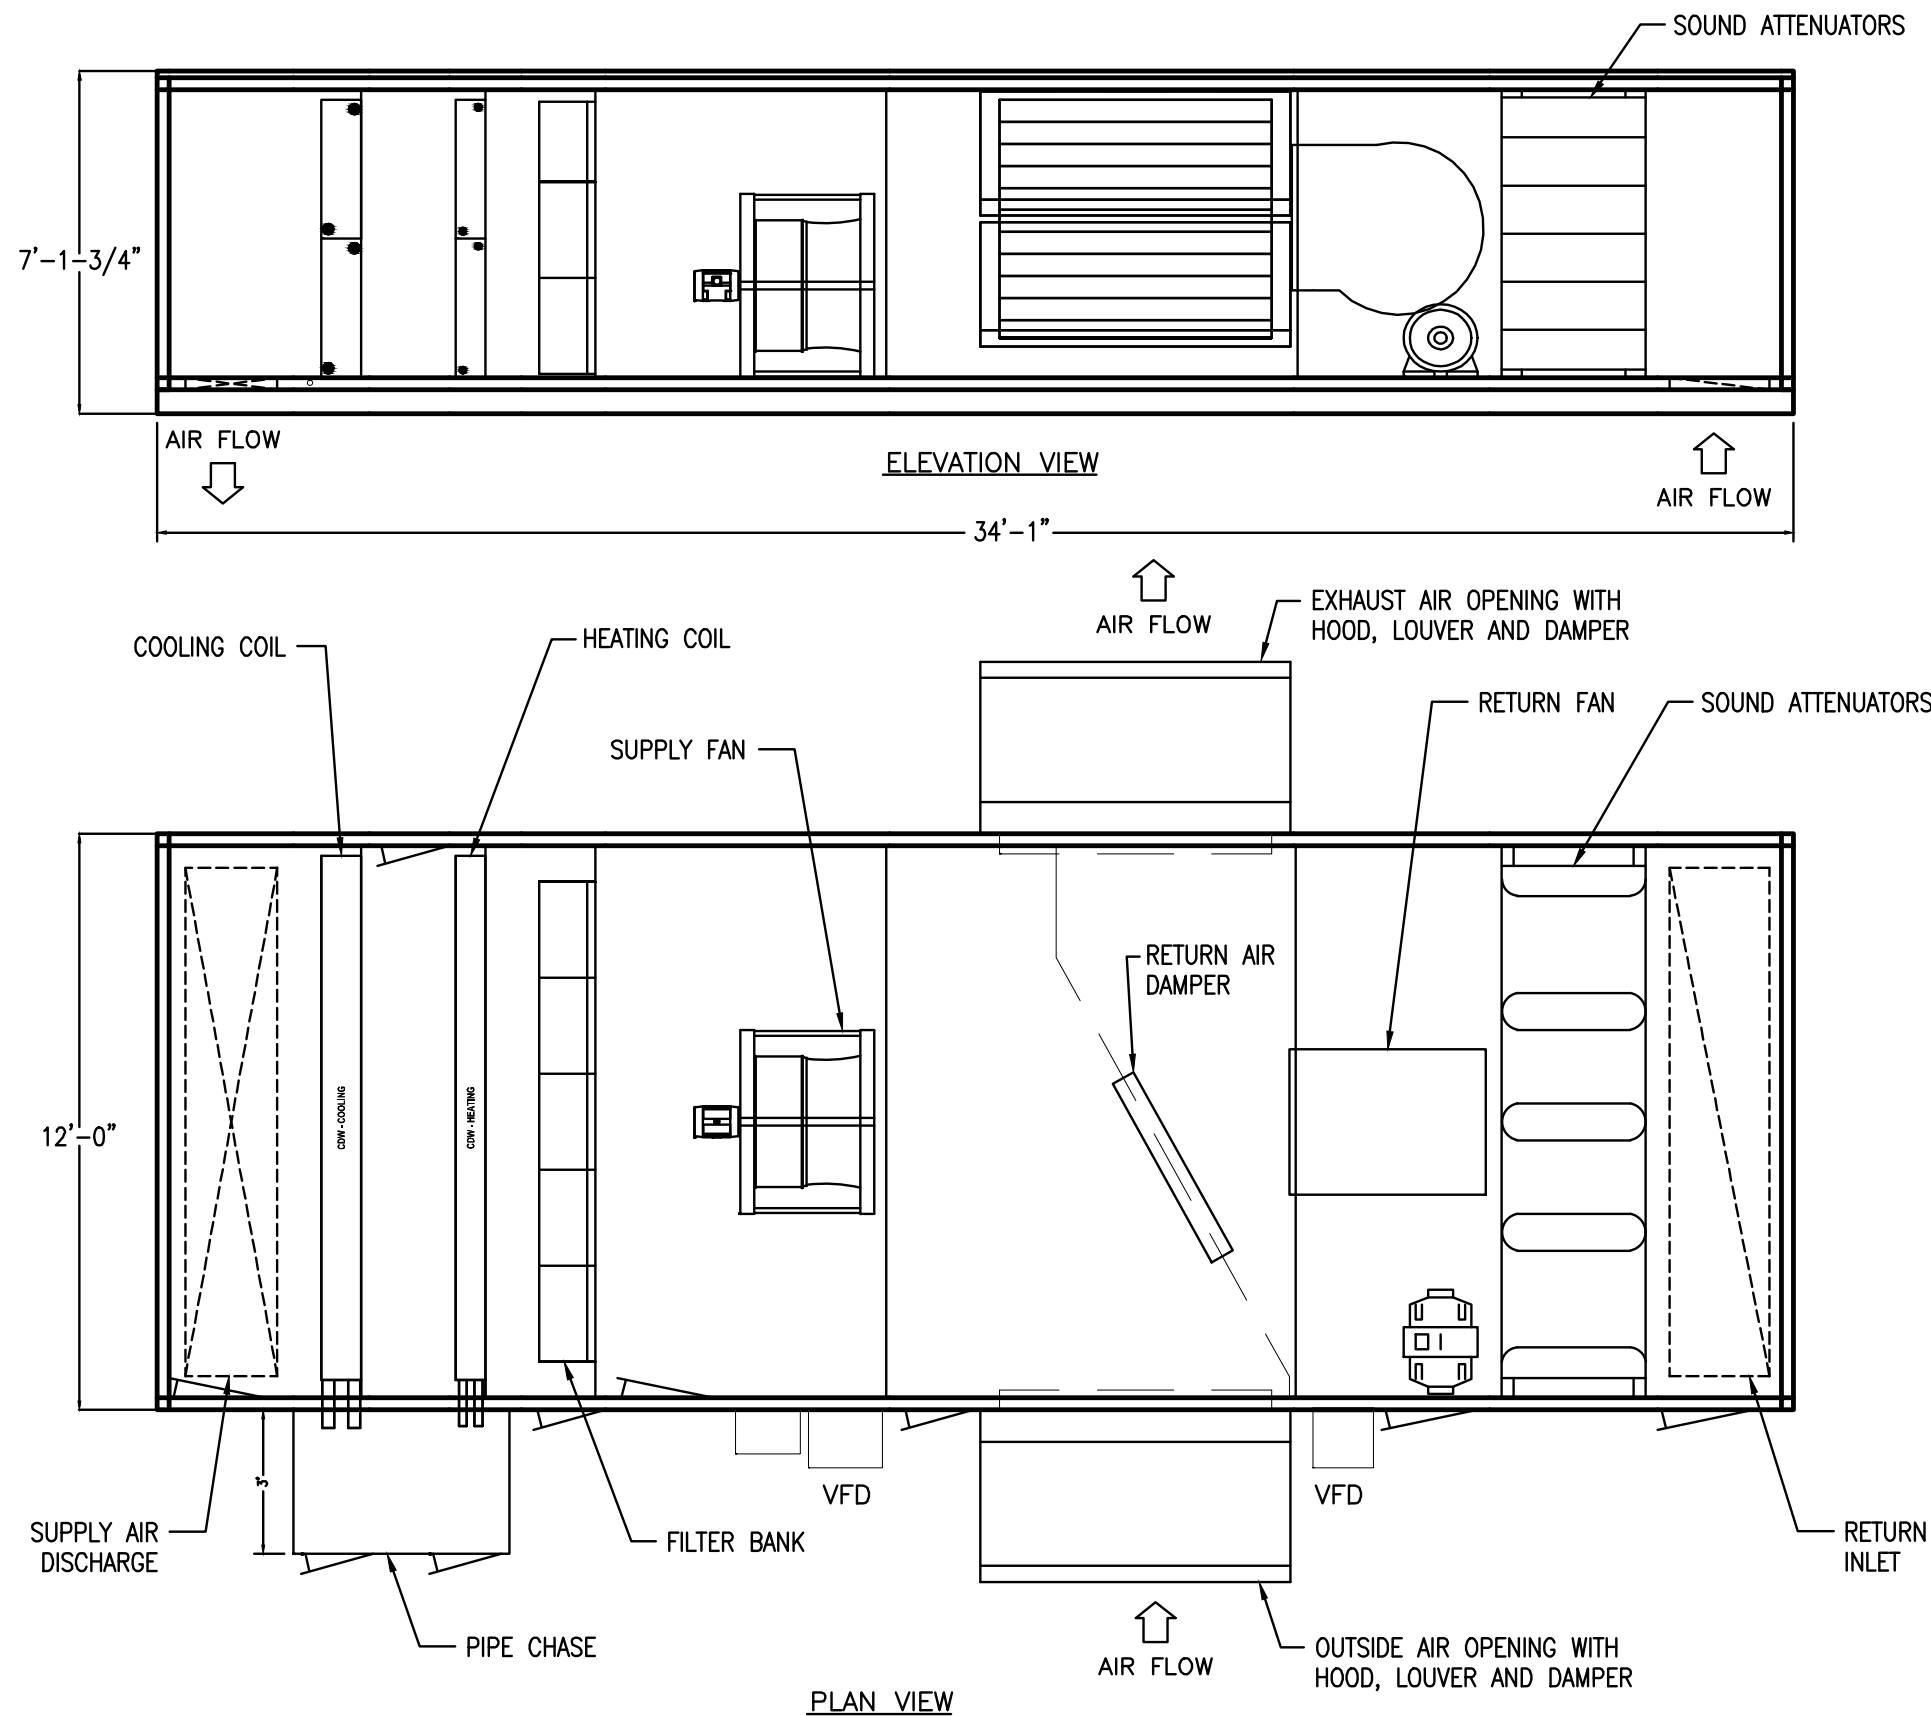 SOUND ATTENUATORS
7'-1-3/4"
AIR FLOW
ELEVATION VIEW
AIR FLOW
34'-1"
AIR FLOW
EXHAUST AIR OPENING WITH
HOOD, LOUVER AND DAMPER
COOLING COIL
HEATING COIL
RETURN FAN
SOUND ATTENUATORS
SUPPLY FAN
RETURN AIR
DAMPER
CDW-COOLING
CDW-HEATING
12'-0"
3'
VFD
VFD
SUPPLY AIR
DISCHARGE
FILTER BANK
RETURN
INLET
PIPE CHASE
AIR FLOW
OUTSIDE AIR OPENING WITH
HOOD, LOUVER AND DAMPER
PLAN VIEW